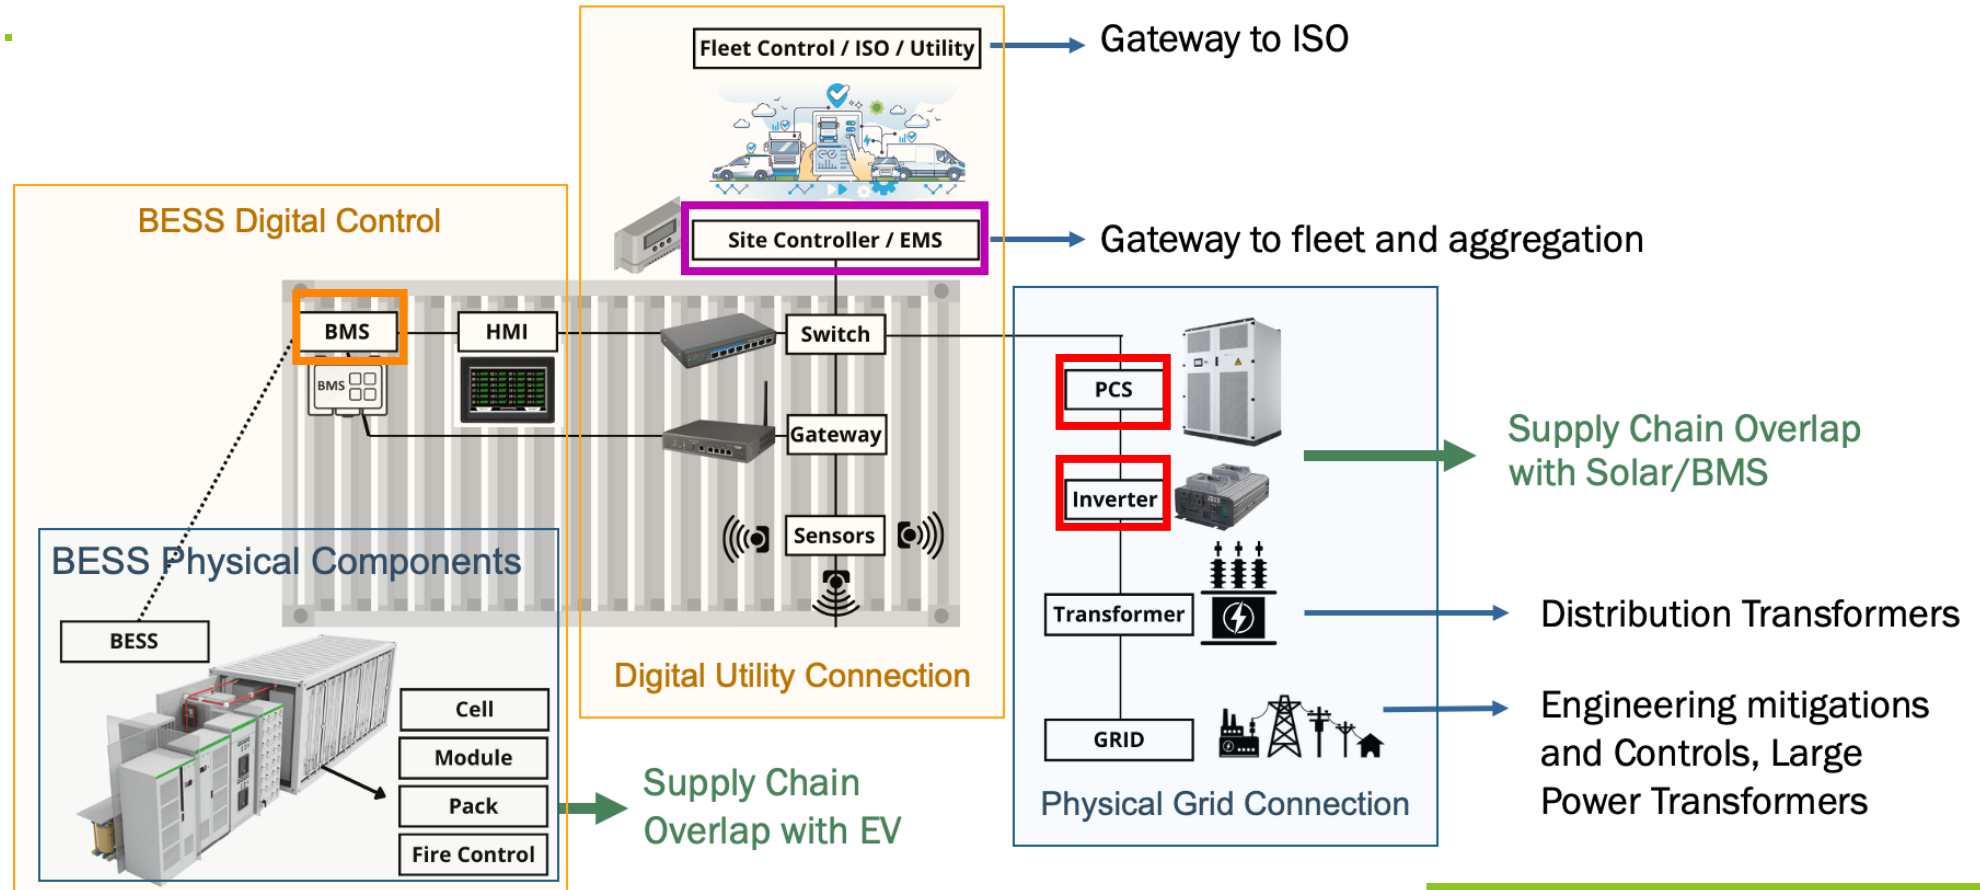 Fleet Control / ISO / Utility
Gateway to ISO
BESS Digital Control
Site Controller / EMS
Gateway to fleet and aggregation
BMS
HMI
Switch
BMS
PCS
Gateway
Supply Chain Overlap
with Solar/BMS
Inverter
Sensors
BESS Physical Components
Transformer
Distribution Transformers
BESS
Digital Utility Connection
Cell
Module
Pack
Fire Control
Supply Chain
Overlap with EV
GRID
Engineering mitigations
and Controls, Large
Power Transformers
Physical Grid Connection